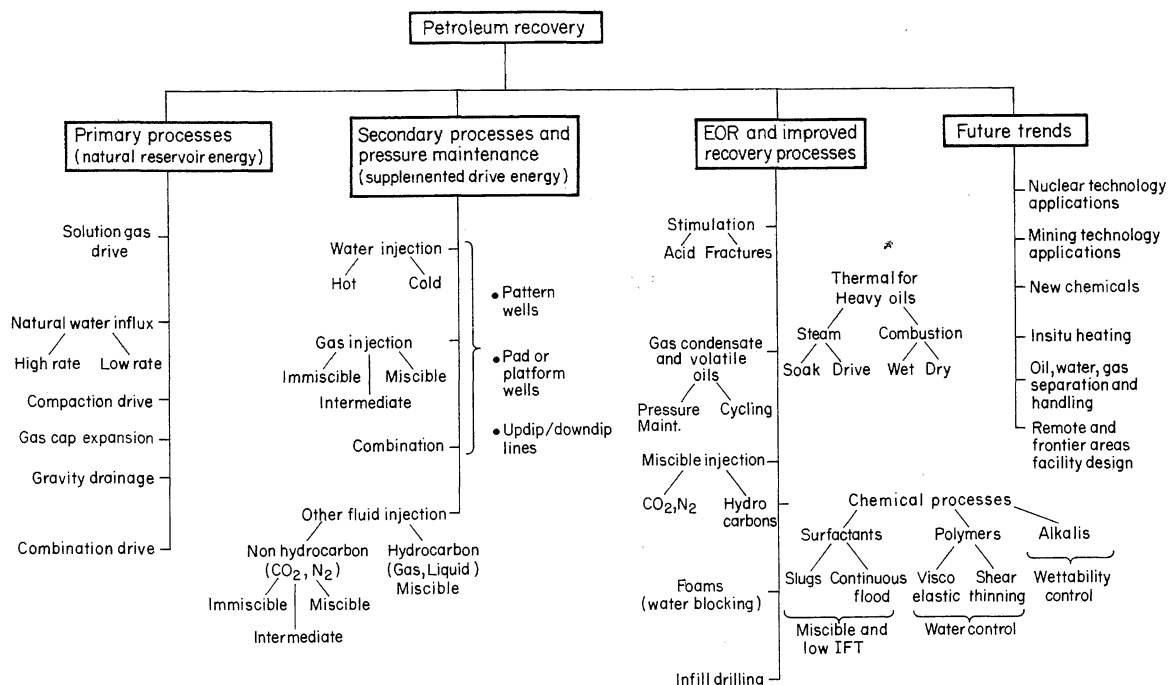 Petroleum recovery
Primary processes
(natural reservoir energy)
Solution gas
drive
Natural water influx
High rate
Low rate
Compaction drive
Gas cap expansion
Gravity drainage
Combination drive
Secondary processes and
pressure maintenance
(supplemented drive energy)
Water injection
Hot
Cold
Gas injection
Immiscible
Miscible
Intermediate
Combination
• Pattern
wells
• Pad or
platform
wells
• Updip/downdip
lines
Other fluid injection
Non hydrocarbon
(CO₂, N₂)
Immiscible
Miscible
Intermediate
Hydrocarbon
(Gas, Liquid)
Miscible
EOR and improved
recovery processes
Stimulation
Acid
Fractures
Thermal for
Heavy oils
Steam
Combustion
Soak
Drive
Wet
Dry
Gas condensate
and volatile
oils
Pressure
Maint.
Cycling
Miscible injection
CO₂, N₂
Hydro
carbons
Chemical processes
Surfactants
Polymers
Alkalis
Slugs
Continuous
flood
Visco
elastic
Shear
thinning
Wettability
control
Miscible and
low IFT
Water control
Foams
(water blocking)
Infill drilling
Future trends
Nuclear technology
applications
Mining technology
applications
New chemicals
Insitu heating
Oil, water, gas
separation and
handling
Remote and
frontier areas
facility design